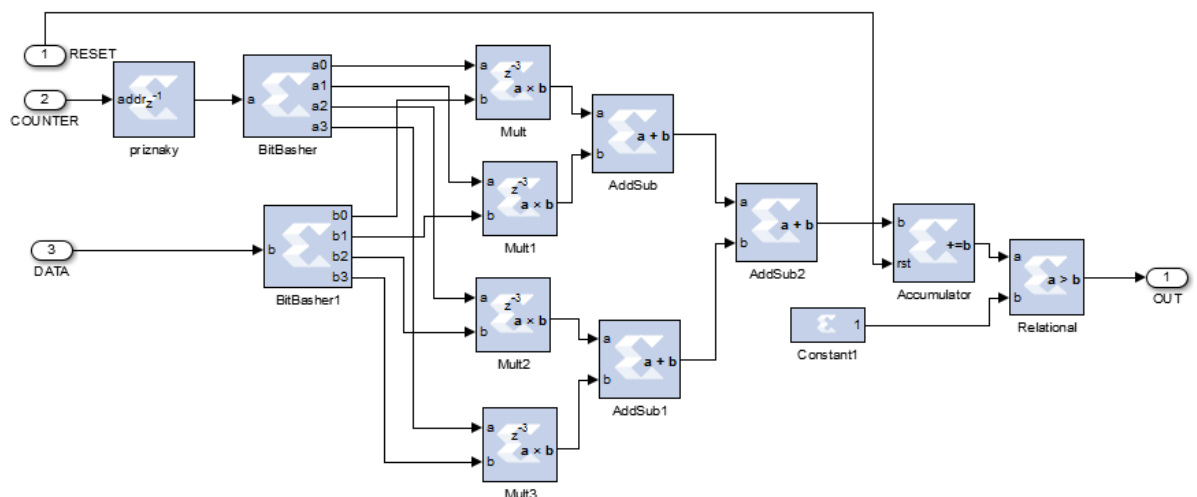 1
RESET
2
COUNTER
addr z⁻¹
priznaky
a
a0
a1
a2
a3
BitBasher
3
DATA
b
b0
b1
b2
b3
BitBasher1
a
b
z⁻³
a × b
Mult
a
b
z⁻³
a × b
Mult1
a
b
z⁻³
a × b
Mult2
a
b
z⁻³
a × b
Mult3
a
b
a + b
AddSub
a
b
a + b
AddSub1
a
b
a + b
AddSub2
b
rst
+=b
Accumulator
1
Constant1
a
b
a > b
Relational
1
OUT